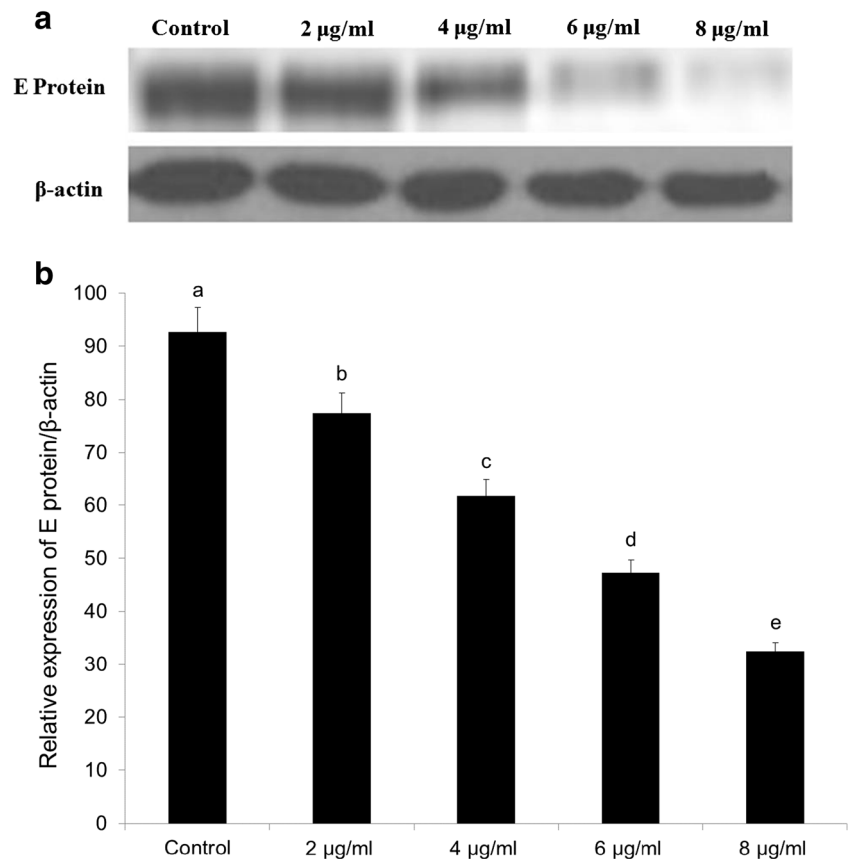 a
Control 2 µg/ml 4 µg/ml 6 µg/ml 8 µg/ml
E Protein
β-actin
b
Relative expression of E protein/β-actin
100
90
80
70
60
50
40
30
20
10
0
a
b
c
d
e
Control 2 µg/ml 4 µg/ml 6 µg/ml 8 µg/ml